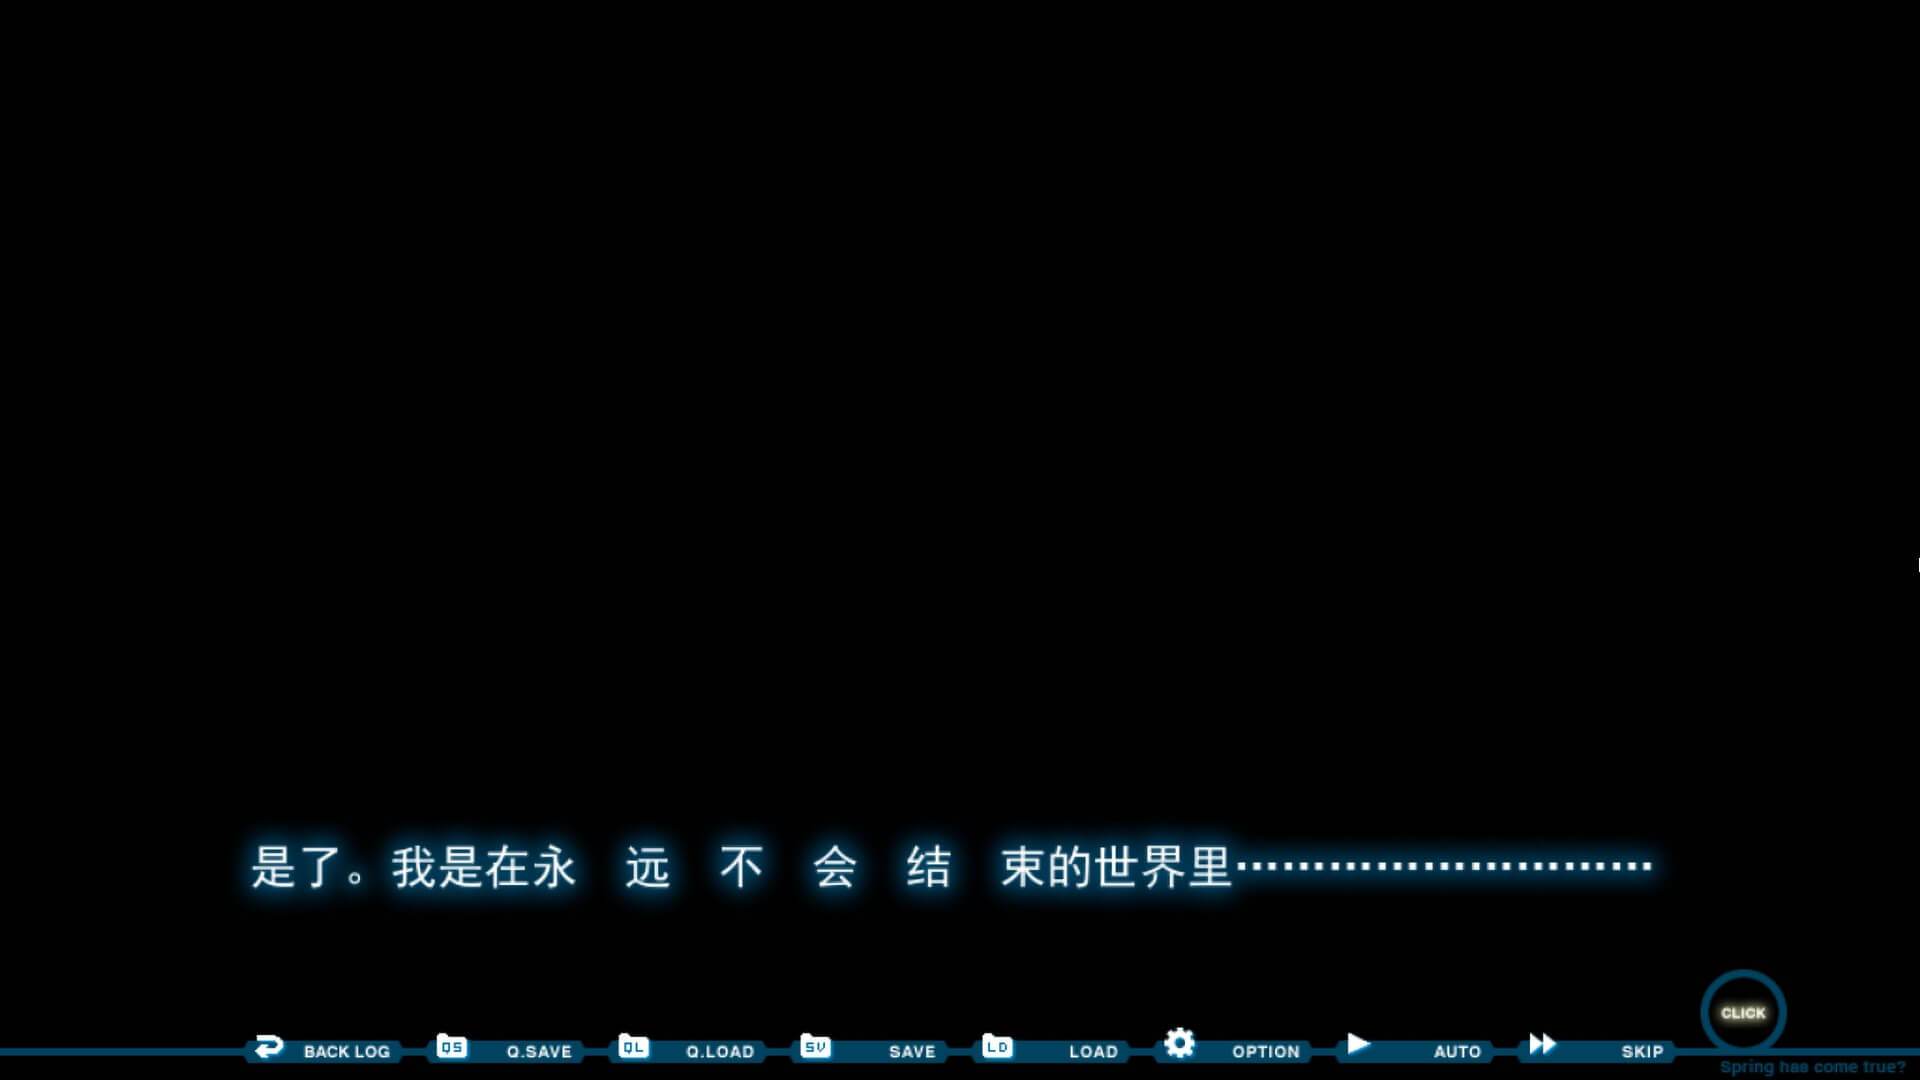 是了。我是在永　远　不　会　结　束的世界里………………………
CLICK
BACK LOG
QS Q.SAVE
QL Q.LOAD
SV SAVE
LD LOAD
OPTION
AUTO
SKIP
Spring has come true?